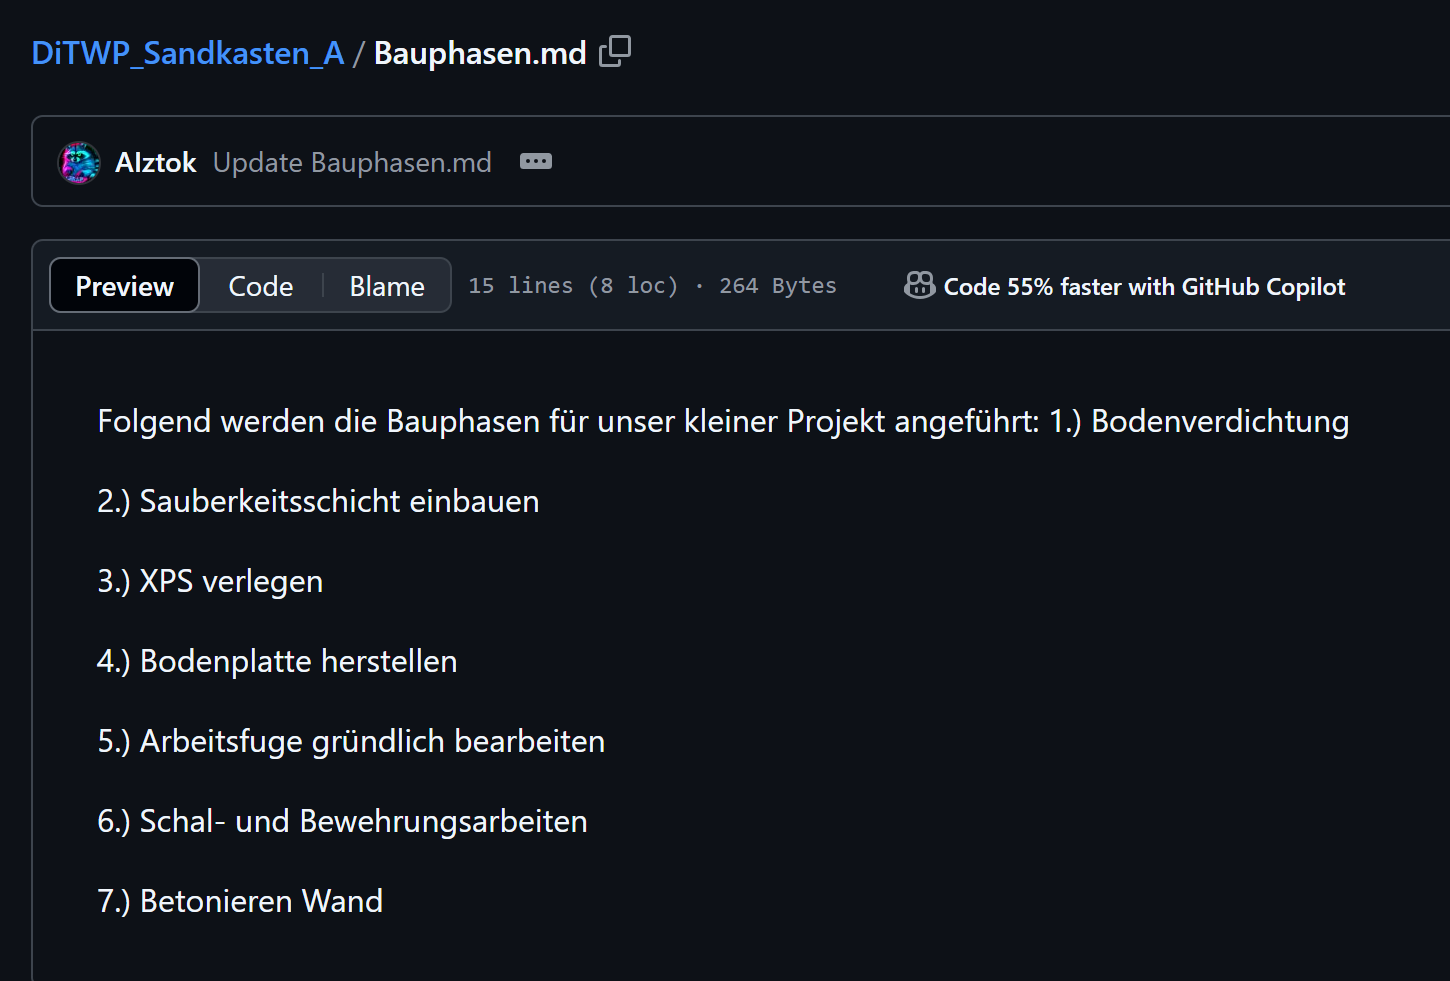 DiTWP_Sandkasten_A / Bauphasen.md
AIztok Update Bauphasen.md
Preview Code Blame 15 lines (8 loc) · 264 Bytes Code 55% faster with GitHub Copilot
Folgend werden die Bauphasen für unser kleiner Projekt angeführt: 1.) Bodenverdichtung
2.) Sauberkeitsschicht einbauen
3.) XPS verlegen
4.) Bodenplatte herstellen
5.) Arbeitsfuge gründlich bearbeiten
6.) Schal- und Bewehrungsarbeiten
7.) Betonieren Wand